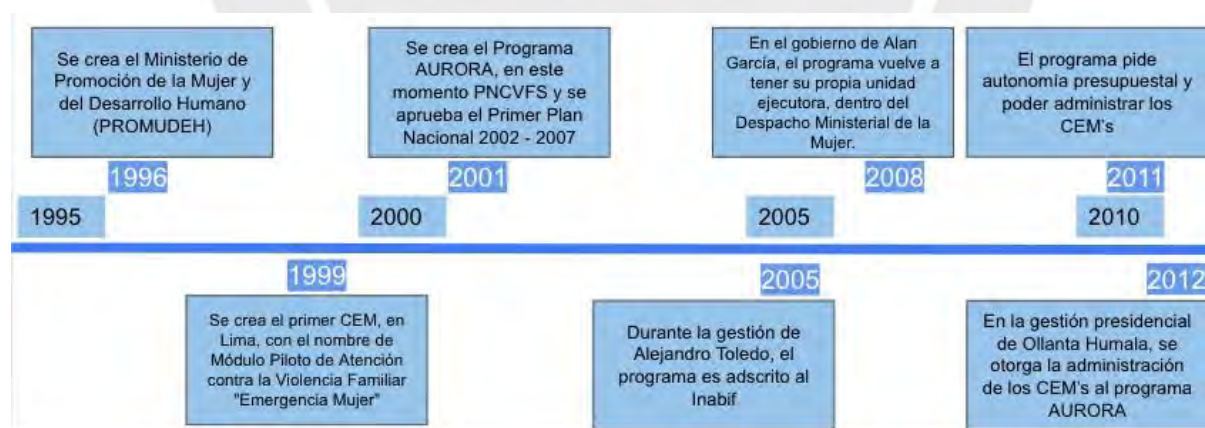 Se crea el Ministerio de
Promoción de la Mujer y
del Desarrollo Humano
(PROMUDEH)
Se crea el Programa
AURORA, en este
momento PNCVFS y se
aprueba el Primer Plan
Nacional 2002 - 2007
En el gobierno de Alan
García, el programa vuelve a
tener su propia unidad
ejecutora, dentro del
Despacho Ministerial de la
Mujer.
El programa pide
autonomía presupuestal y
poder administrar los
CEM's
1996
2001
2008
2011
1995
2000
2005
2010
1999
2005
2012
Se crea el primer CEM, en
Lima, con el nombre de
Módulo Piloto de Atención
contra la Violencia Familiar
"Emergencia Mujer"
Durante la gestión de
Alejandro Toledo, el
programa es adscrito al
Inabif
En la gestión presidencial
de Ollanta Humala, se
otorga la administración
de los CEM's al programa
AURORA